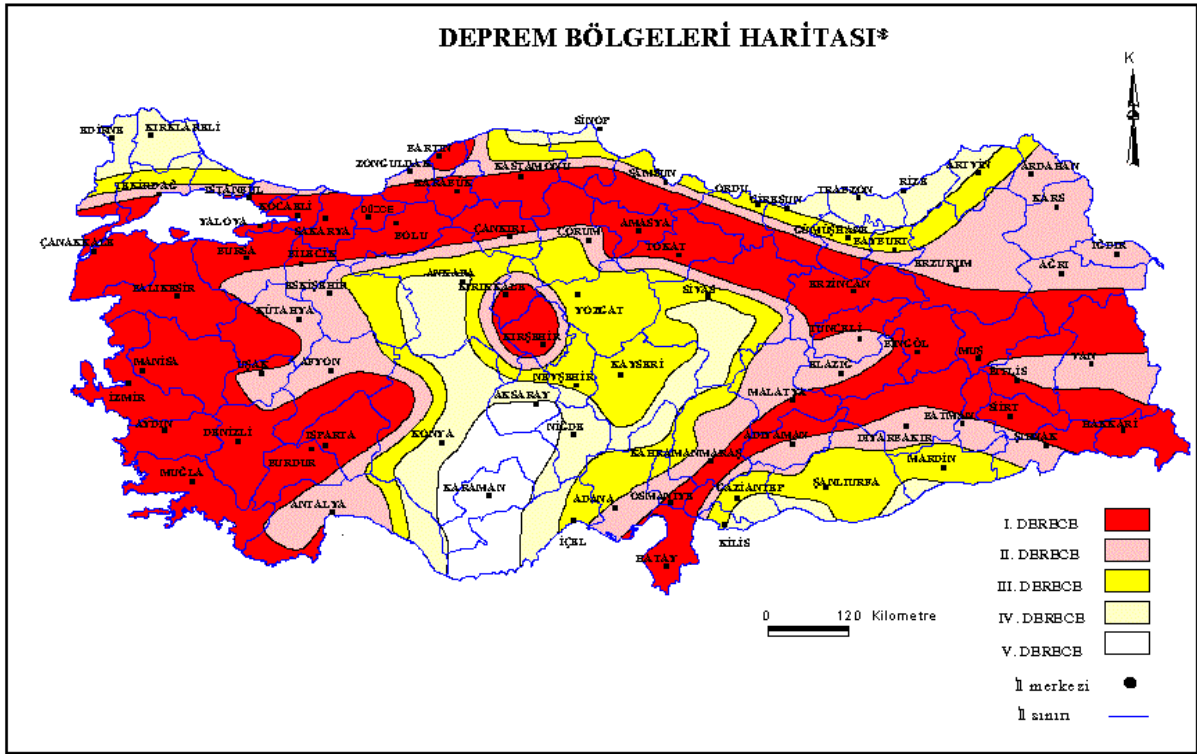 DEPREM BÖLGELERİ HARİTASI*
K
SİNOP
EDİRNE
KIRKLARELİ
BARTIN
ZONGULDAK
KASTAMONU
KARABUK
SAMSUN
ARTVİN
ARDAHAN
TEKİRDAĞ
İSTANBUL
ORDU
GİRESUN
TRABZON
RİZE
KARS
KOCAELİ
YALOVA
SAKARYA
DÜZCE
BOLU
ÇANKIRI
ÇORUM
AMASYA
TOKAT
GUMUŞHANE
BAYBURT
IĞDIR
ÇANAKKALE
BURSA
BİLECİK
ERZURUM
AĞRI
BALIKESİR
ESKİŞEHİR
ANKARA
KIRIKKALE
YOZGAT
SİVAS
ERZİNCAN
KÜTAHYA
KIRŞEHİR
TUNCELİ
BİNGÖL
MUŞ
VAN
MANİSA
UŞAK
AFYON
NEVŞEHİR
KAYSERİ
ELAZIĞ
BİTLİS
İZMİR
AKSARAY
MALATYA
SİİRT
AYDIN
DENİZLİ
ISPARTA
KONYA
NİĞDE
ADIYAMAN
DİYARBAKIR
BATMAN
ŞIRNAK
HAKKARİ
BURDUR
KAHRAMANMARAŞ
MUĞLA
MARDİN
KARAMAN
ADANA
OSMANİYE
GAZİANTEP
ŞANLIURFA
ANTALYA
İÇEL
KİLİS
HATAY
I. DERECE
II. DERECE
III. DERECE
IV. DERECE
V. DERECE
0 120 Kilometre
İl merkezi
İl sınırı